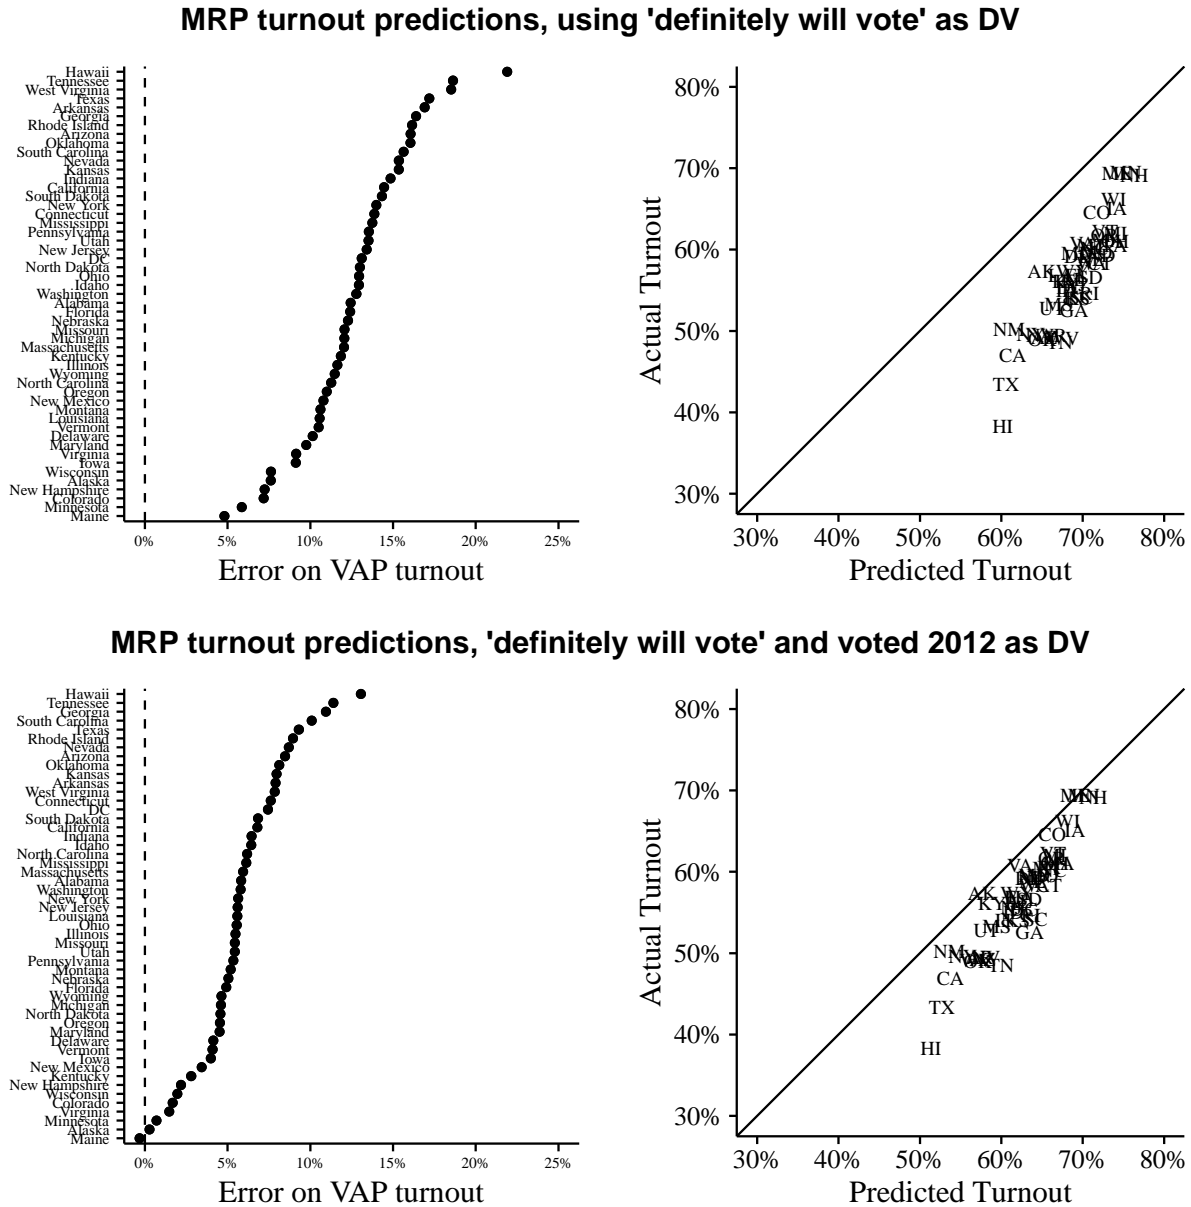 MRP turnout predictions, using 'definitely will vote' as DV
Hawaii
Tennessee
West Virginia
Texas
Arkansas
Georgia
Rhode Island
Arizona
Oklahoma
South Carolina
Nevada
Kansas
Indiana
California
South Dakota
New York
Connecticut
Mississippi
Pennsylvania
Utah
New Jersey
DC
North Dakota
Ohio
Idaho
Washington
Alabama
Florida
Nebraska
Missouri
Michigan
Massachusetts
Kentucky
Illinois
Wyoming
North Carolina
Oregon
New Mexico
Montana
Louisiana
Vermont
Delaware
Maryland
Virginia
Iowa
Wisconsin
Alaska
New Hampshire
Colorado
Minnesota
Maine
0% 5% 10% 15% 20% 25%
Error on VAP turnout
Actual Turnout
80%
70%
60%
50%
40%
30%
NH
WI
IA
CO
AK
RI
GA
NM
TN
CA
TX
HI
30% 40% 50% 60% 70% 80%
Predicted Turnout
MRP turnout predictions, 'definitely will vote' and voted 2012 as DV
Hawaii
Tennessee
Georgia
South Carolina
Texas
Rhode Island
Nevada
Arizona
Oklahoma
Kansas
Arkansas
West Virginia
Connecticut
DC
South Dakota
California
Indiana
Idaho
North Carolina
Mississippi
Massachusetts
Alabama
Washington
New York
New Jersey
Louisiana
Ohio
Illinois
Missouri
Utah
Pennsylvania
Montana
Nebraska
Florida
Wyoming
Michigan
North Dakota
Oregon
Maryland
Delaware
Vermont
Iowa
New Mexico
Kentucky
New Hampshire
Wisconsin
Colorado
Virginia
Minnesota
Alaska
Maine
0% 5% 10% 15% 20% 25%
Error on VAP turnout
Actual Turnout
80%
70%
60%
50%
40%
30%
NH
WI
IA
CO
VA
AK
KY
SC
UT
MS
GA
NM
TN
CA
TX
HI
30% 40% 50% 60% 70% 80%
Predicted Turnout